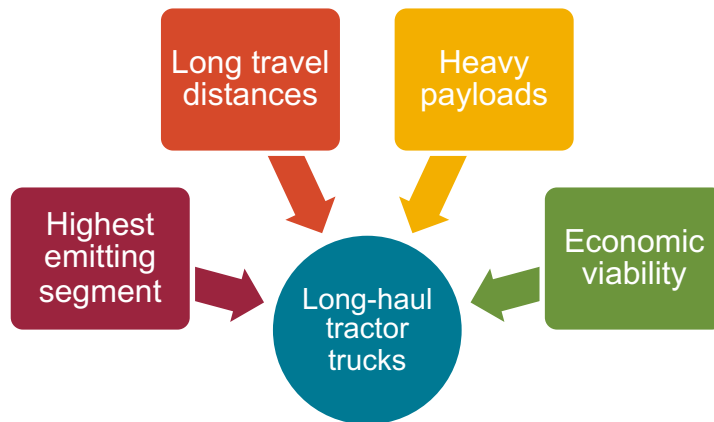 Long travel
distances
Heavy
payloads
Highest
emitting
segment
Economic
viability
Long-haul
tractor
trucks